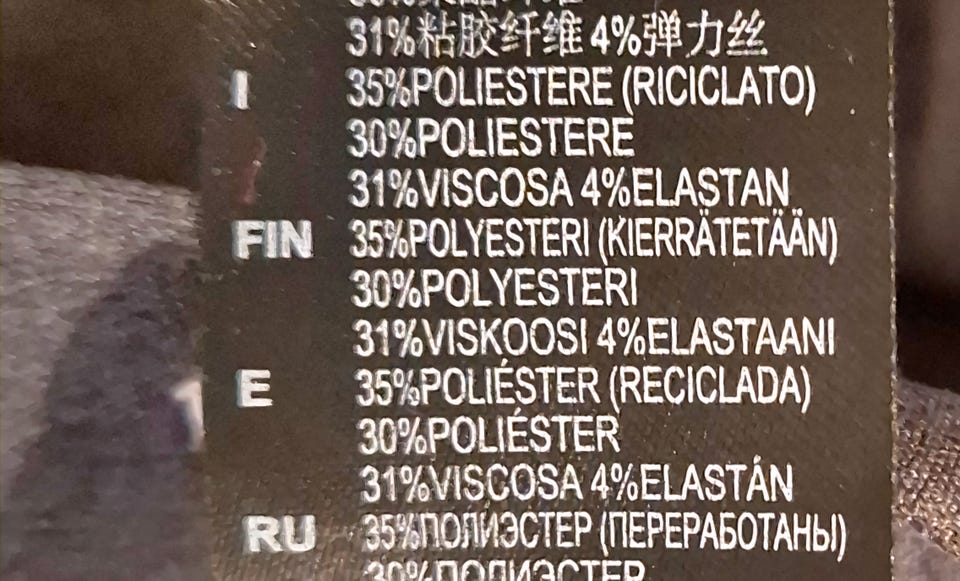 31%粘胶纤维 4%弹力丝
I 35%POLIESTERE (RICICLATO)
30%POLIESTERE
31%VISCOSA 4%ELASTAN
FIN 35%POLYESTERI (KIERRÄTETÄÄN)
30%POLYESTERI
31%VISKOOSI 4%ELASTAANI
E 35%POLIÉSTER (RECICLADA)
30%POLIÉSTER
31%VISCOSA 4%ELASTÁN
RU 35%ПОЛИЭСТЕР (ПЕРЕРАБОТАНЫ)
30%ПОЛИЭСТЕР